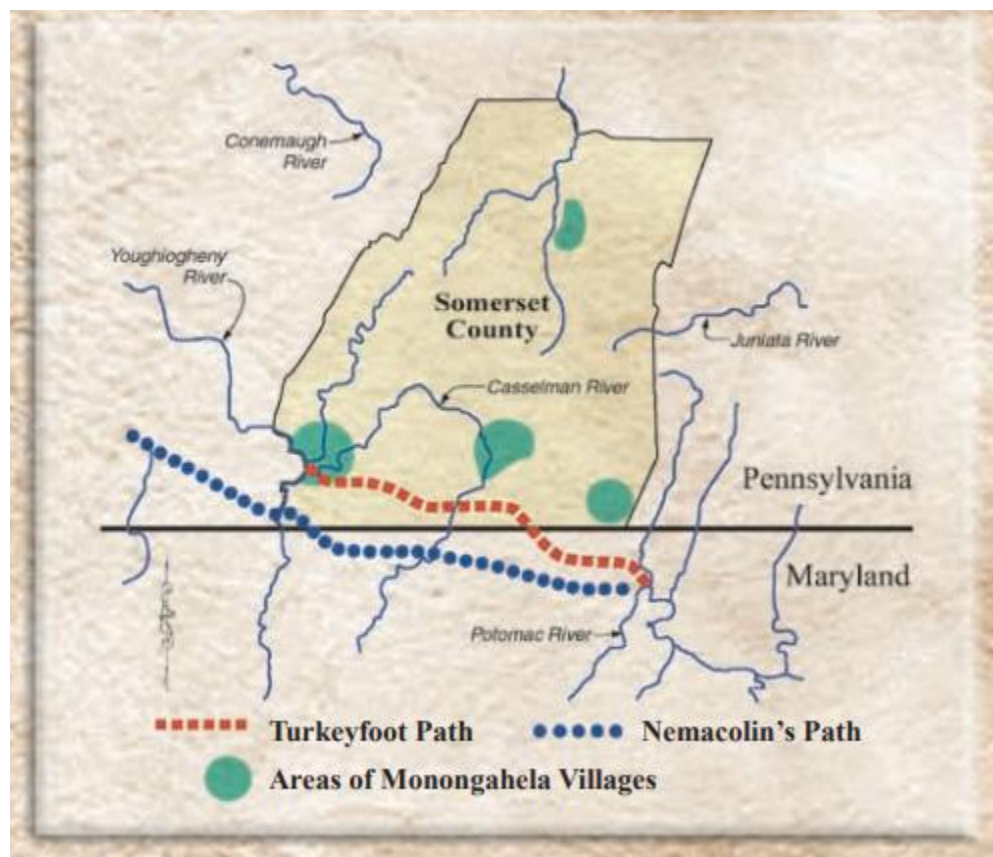 Conemaugh
River
Youghiogheny
River
Somerset
County
Juniata River
Casselman River
Pennsylvania
Maryland
Potomac River
Turkeyfoot Path
Nemacolin's Path
Areas of Monongahela Villages